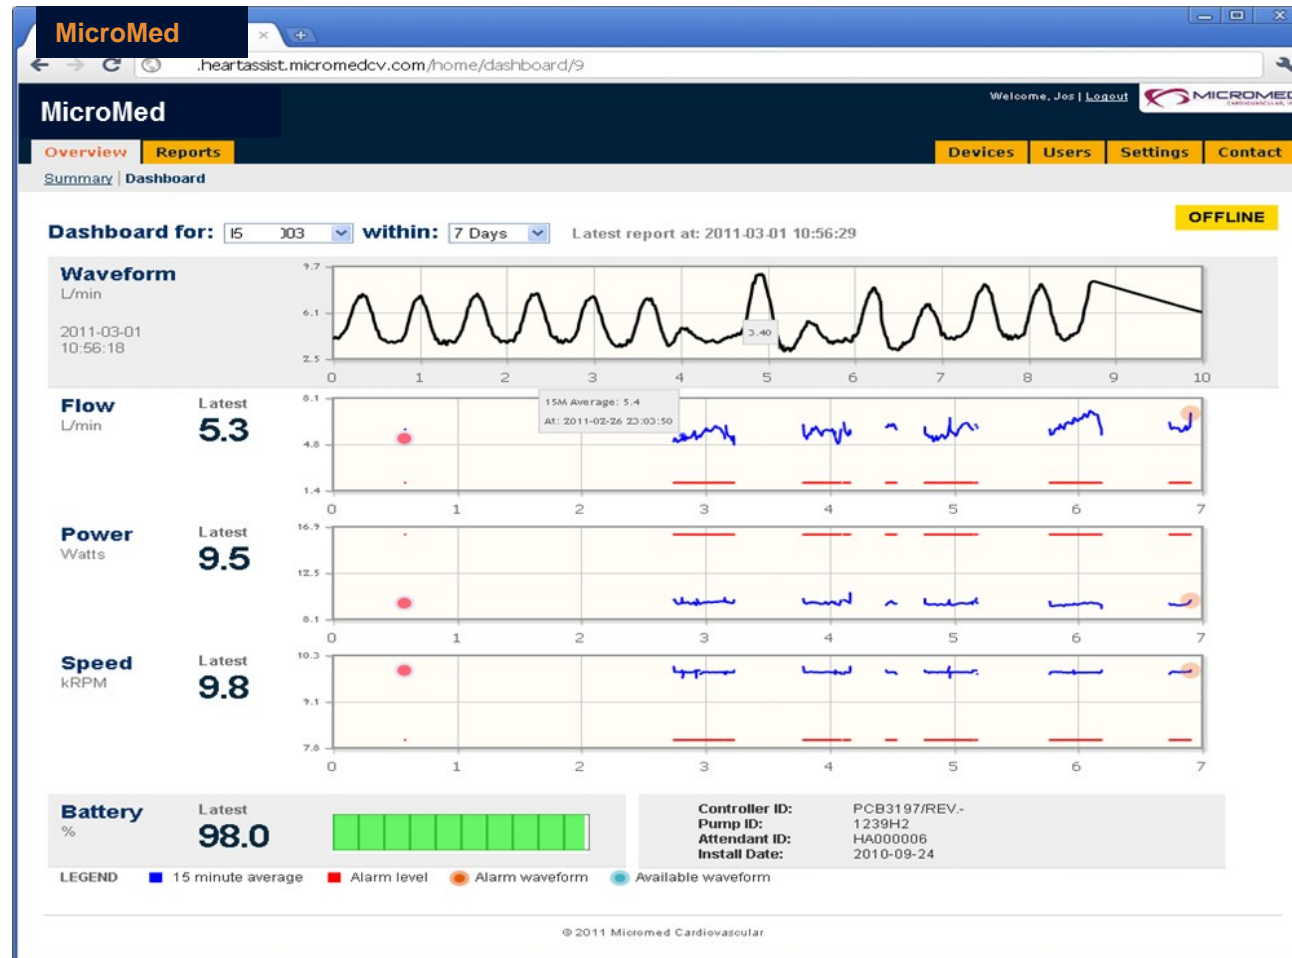 MicroMed
.heartassist.micromedcv.com/home/dashboard/9
Welcome, Jos | Logout
MICROMED
MicroMed
Overview Reports Devices Users Settings Contact
Summary | Dashboard
OFFLINE
Dashboard for: I5 003 within: 7 Days Latest report at: 2011-03-01 10:56:29
Waveform
L/min
2011-03-01
10:56:18
9.7
6.1
2.5
3.40
0 1 2 3 4 5 6 7 8 9 10
Flow Latest
L/min 5.3
8.1
4.8
1.4
15M Average: 5.4
At: 2011-02-26 23:03:50
0 1 2 3 4 5 6 7
Power Latest
Watts 9.5
16.9
12.5
8.1
0 1 2 3 4 5 6 7
Speed Latest
kRPM 9.8
10.3
9.1
7.8
0 1 2 3 4 5 6 7
Battery Latest
% 98.0
Controller ID: PCB3197/REV.-
Pump ID: 1239H2
Attendant ID: HA000006
Install Date: 2010-09-24
LEGEND 15 minute average Alarm level Alarm waveform Available waveform
© 2011 Micromed Cardiovascular